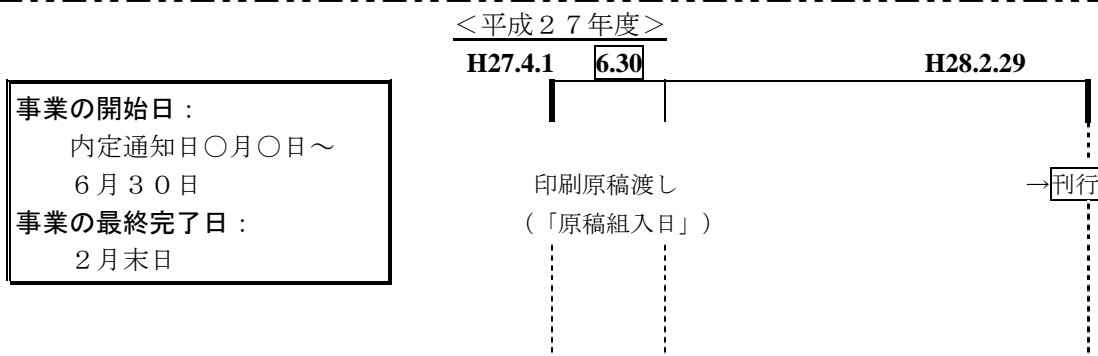 ＜平成２７年度＞
H27.4.1 6.30 H28.2.29
事業の開始日：
内定通知日○月○日～
６月３０日
事業の最終完了日：
２月末日
印刷原稿渡し
（「原稿組入日」）
→刊行